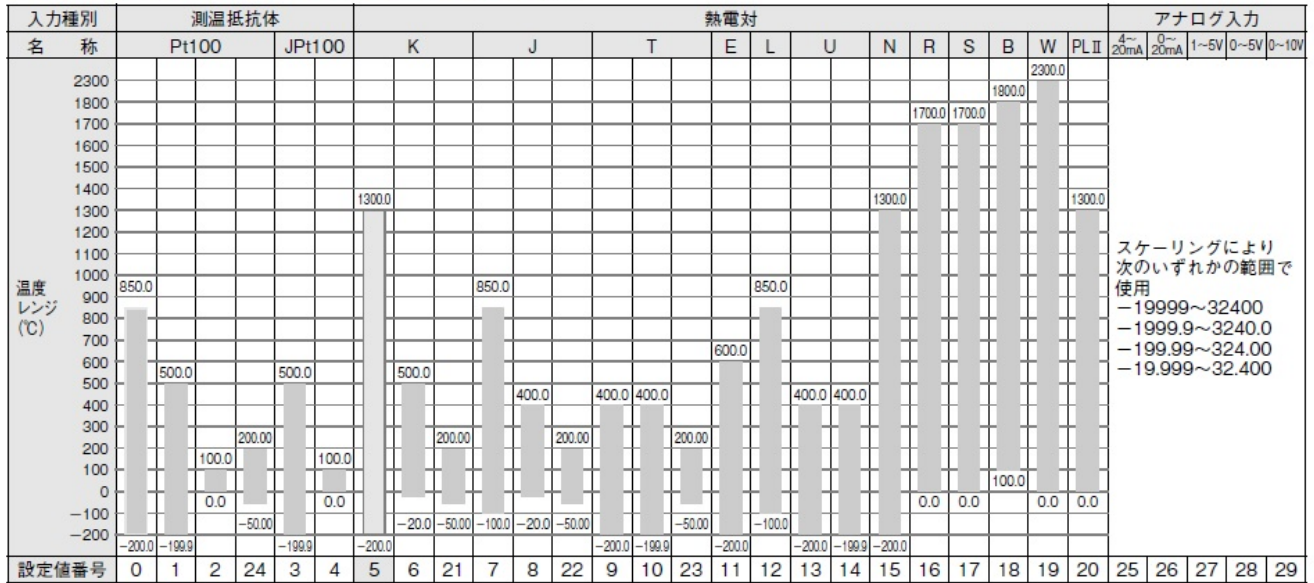 入力種別 測温抵抗体 熱電対 アナログ入力
名 称 Pt100 JPt100 K J T E L U N R S B W PLⅡ 4～20mA 0～20mA 1～5V 0～5V 0～10V
温度レンジ(℃)
2300 2300.0
1800 1800.0
1700 1700.0 1700.0
1600
1500
1400
1300 1300.0 1300.0 1300.0
1200
1100
1000
900 850.0 850.0 850.0
800
700
600 600.0
500 500.0 500.0 500.0
400 400.0 400.0 400.0 400.0 400.0
300
200 200.00 200.00 200.00 200.00
100 100.0 100.0
0 0.0 0.0 100.0 0.0 0.0 0.0 0.0
－100 －50.00 －20.0 －50.00 －100.0 －20.0 －50.00 －50.00 －100.0
－200 －200.0 －199.9 －199.9 －200.0 －200.0 －199.9 －200.0 －200.0 －199.9 －200.0
スケーリングにより
次のいずれかの範囲で
使用
－19999～32400
－1999.9～3240.0
－199.99～324.00
－19.999～32.400
設定値番号 0 1 2 24 3 4 5 6 21 7 8 22 9 10 23 11 12 13 14 15 16 17 18 19 20 25 26 27 28 29